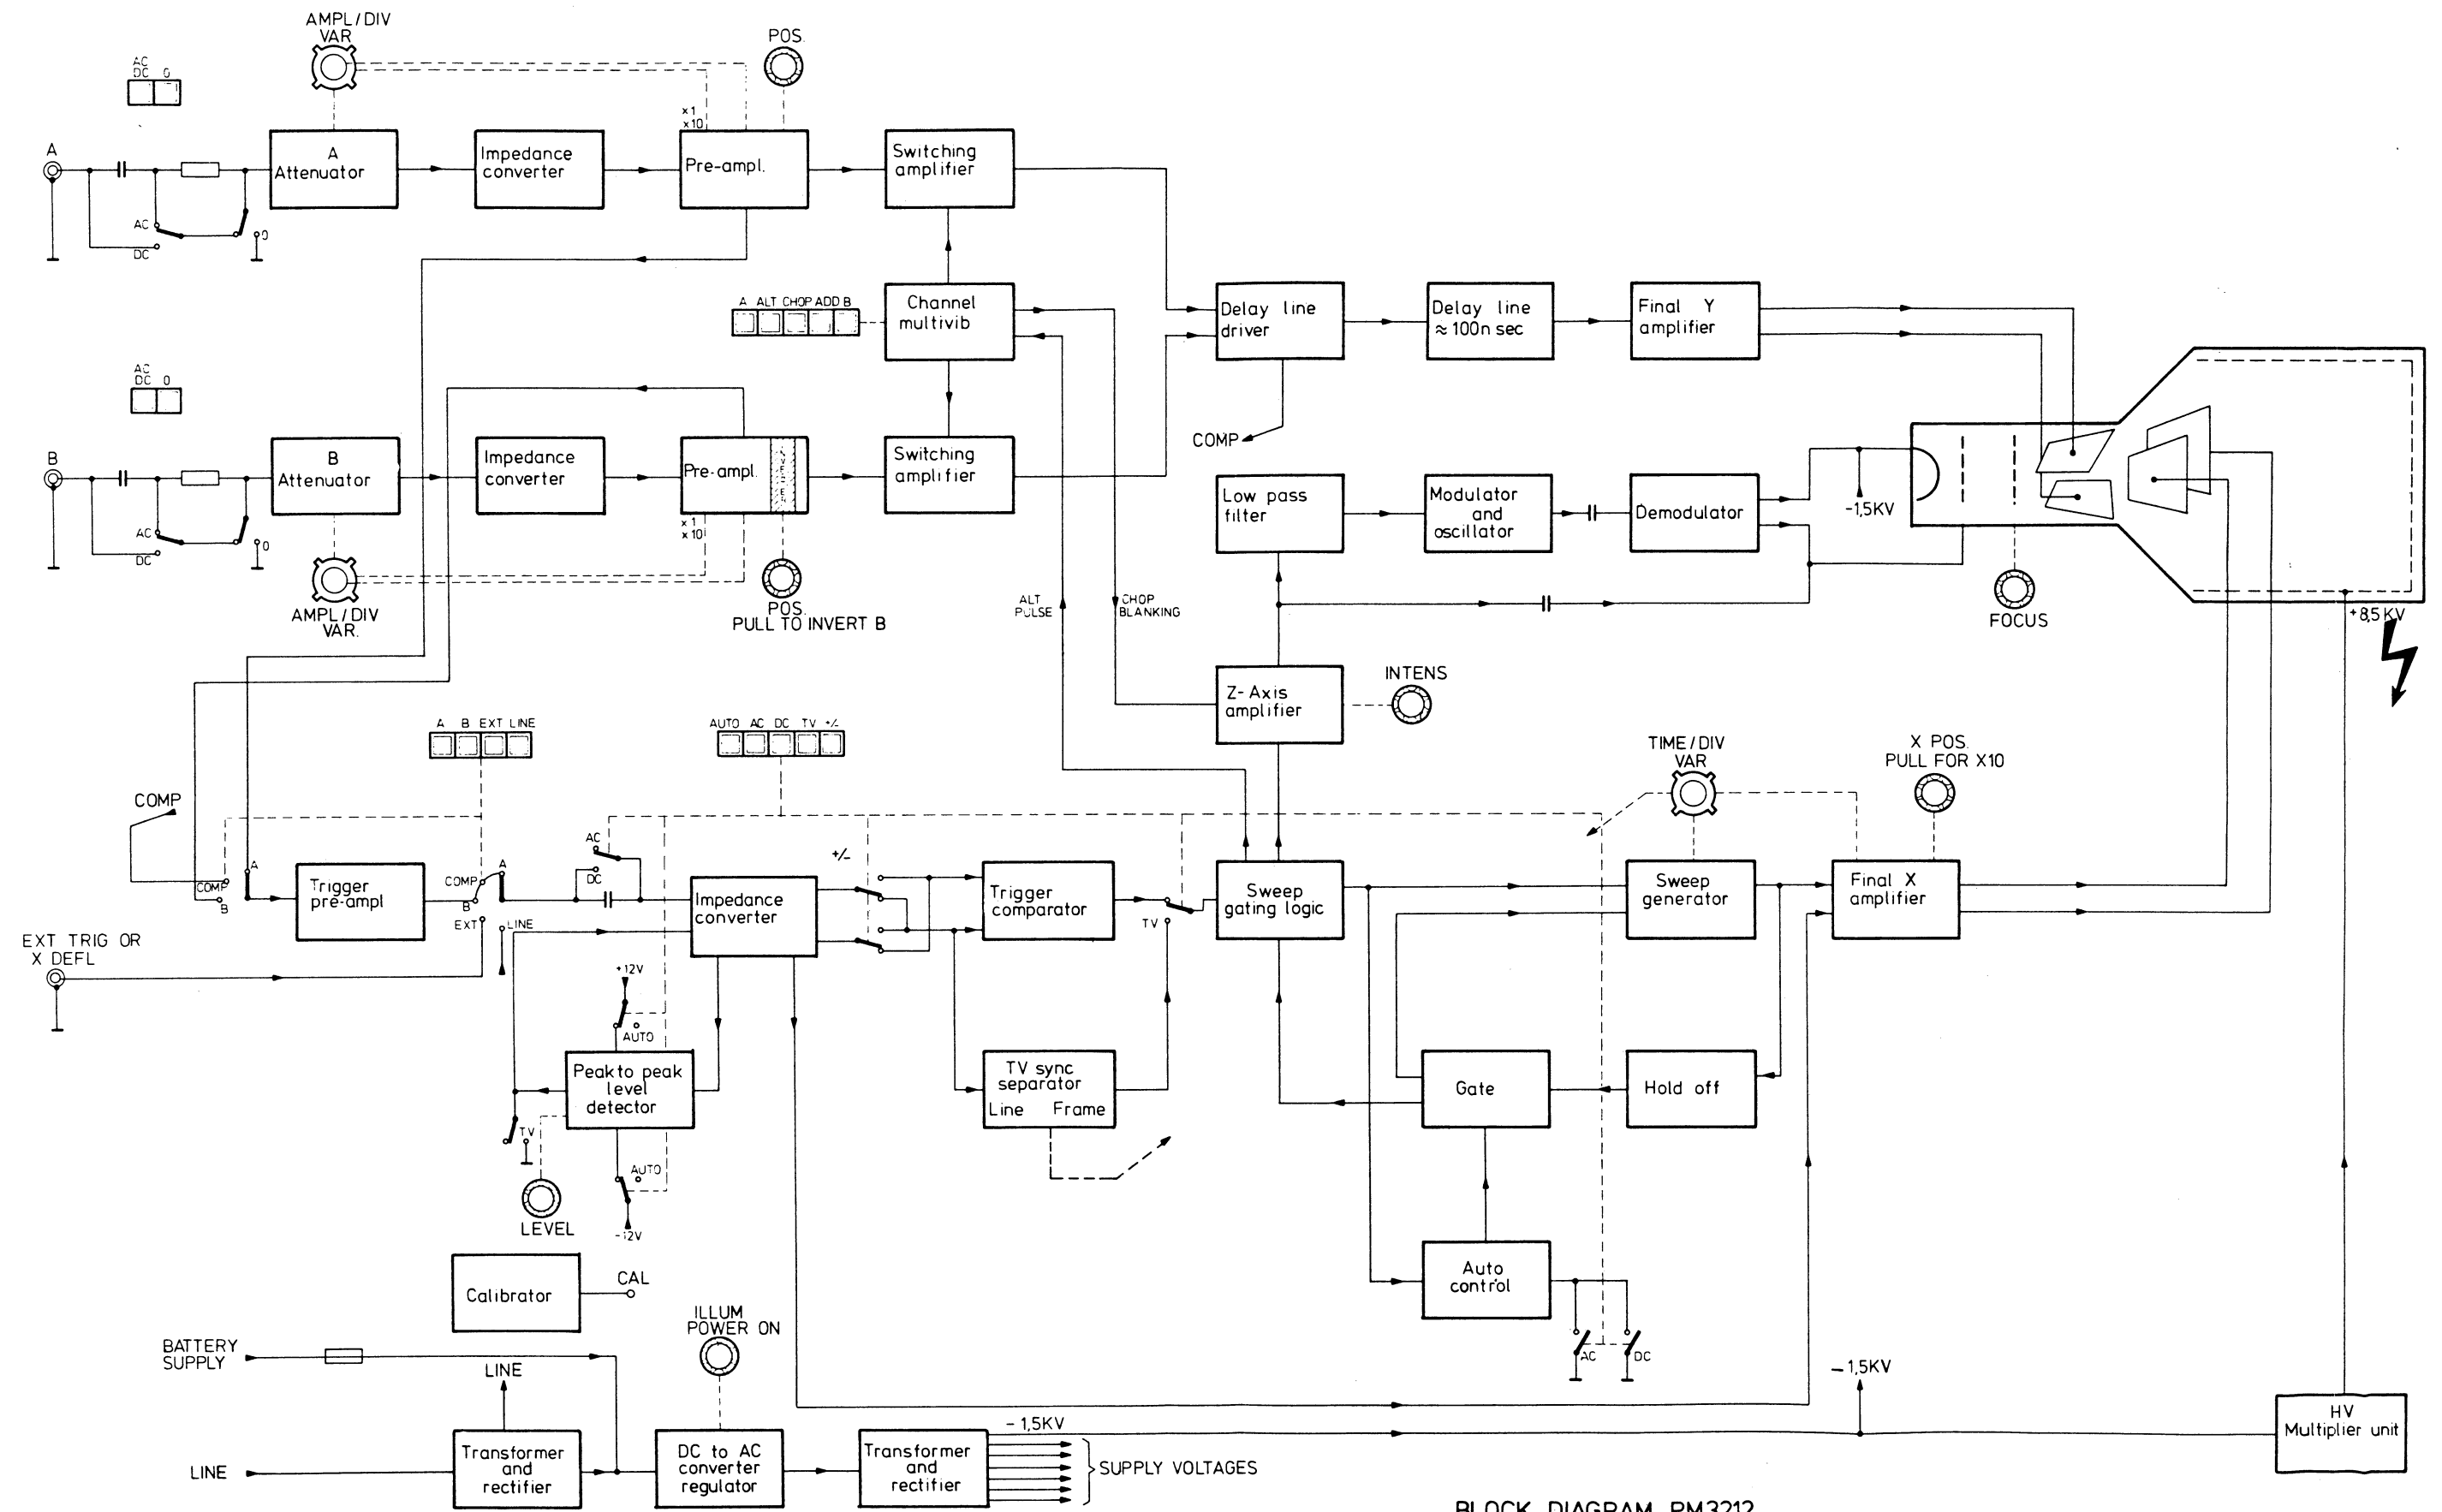 AMPL/DIV
VAR
POS.
AC
DC 0
x1
x10
A
A
Attenuator
Impedance
converter
Pre-ampl.
Switching
amplifier
AC
DC
0
A ALT CHOP ADD B
Channel
multivib
Delay line
driver
Delay line
≈100n sec
Final Y
amplifier
AC
DC 0
COMP
B
B
Attenuator
Impedance
converter
Pre-ampl.
Switching
amplifier
Low pass
filter
Modulator
and
oscillator
Demodulator
-1,5KV
x1
x10
AC
DC
0
AMPL/DIV
VAR.
POS.
PULL TO INVERT B
ALT
PULSE
CHOP
BLANKING
FOCUS
+8,5KV
Z-Axis
amplifier
INTENS
A B EXT LINE
AUTO AC DC TV +/-
TIME/DIV
VAR
X POS.
PULL FOR X10
COMP
A
COMP
B
Trigger
pre-ampl
COMP
A
B
EXT
LINE
AC
DC
Impedance
converter
+/-
Trigger
comparator
TV
Sweep
gating logic
Sweep
generator
Final X
amplifier
EXT TRIG OR
X DEFL
+12V
AUTO
Peak to peak
level
detector
TV sync
separator
Line Frame
Gate
Hold off
TV
AUTO
-12V
LEVEL
Auto
control
AC
DC
Calibrator
CAL
ILLUM
POWER ON
BATTERY
SUPPLY
LINE
-1,5KV
-1,5KV
HV
Multiplier unit
LINE
Transformer
and
rectifier
DC to AC
converter
regulator
Transformer
and
rectifier
SUPPLY VOLTAGES
BLOCK DIAGRAM PM3212